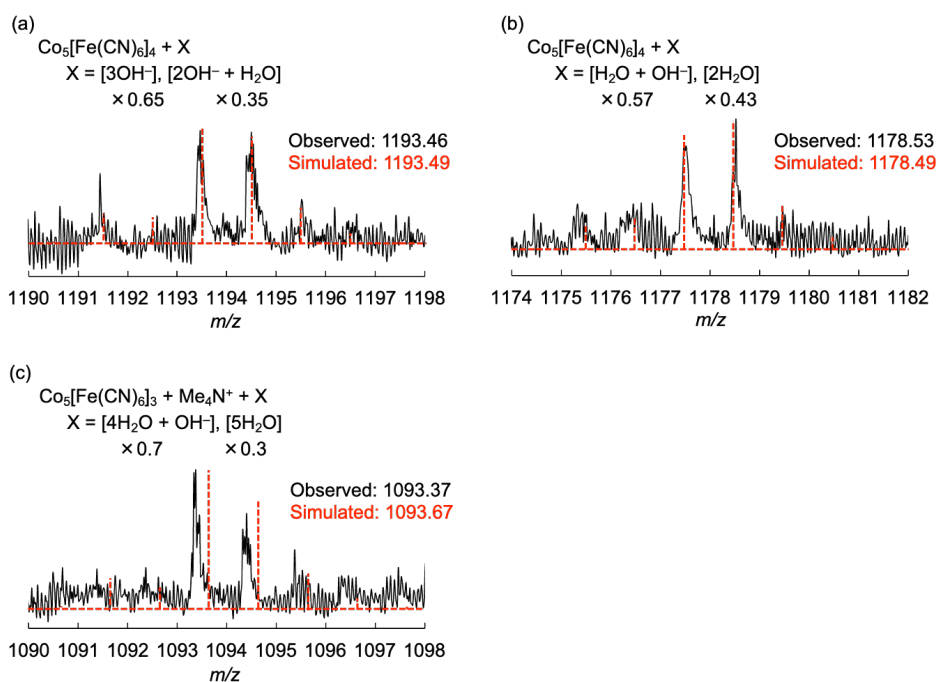 (a)
Co₅[Fe(CN)₆]₄ + X
X = [3OH⁻], [2OH⁻ + H₂O]
×0.65 ×0.35
Observed: 1193.46
Simulated: 1193.49
1190 1191 1192 1193 1194 1195 1196 1197 1198
m/z
(b)
Co₅[Fe(CN)₆]₄ + X
X = [H₂O + OH⁻], [2H₂O]
×0.57 ×0.43
Observed: 1178.53
Simulated: 1178.49
1174 1175 1176 1177 1178 1179 1180 1181 1182
m/z
(c)
Co₅[Fe(CN)₆]₃ + Me₄N⁺ + X
X = [4H₂O + OH⁻], [5H₂O]
×0.7 ×0.3
Observed: 1093.37
Simulated: 1093.67
1090 1091 1092 1093 1094 1095 1096 1097 1098
m/z